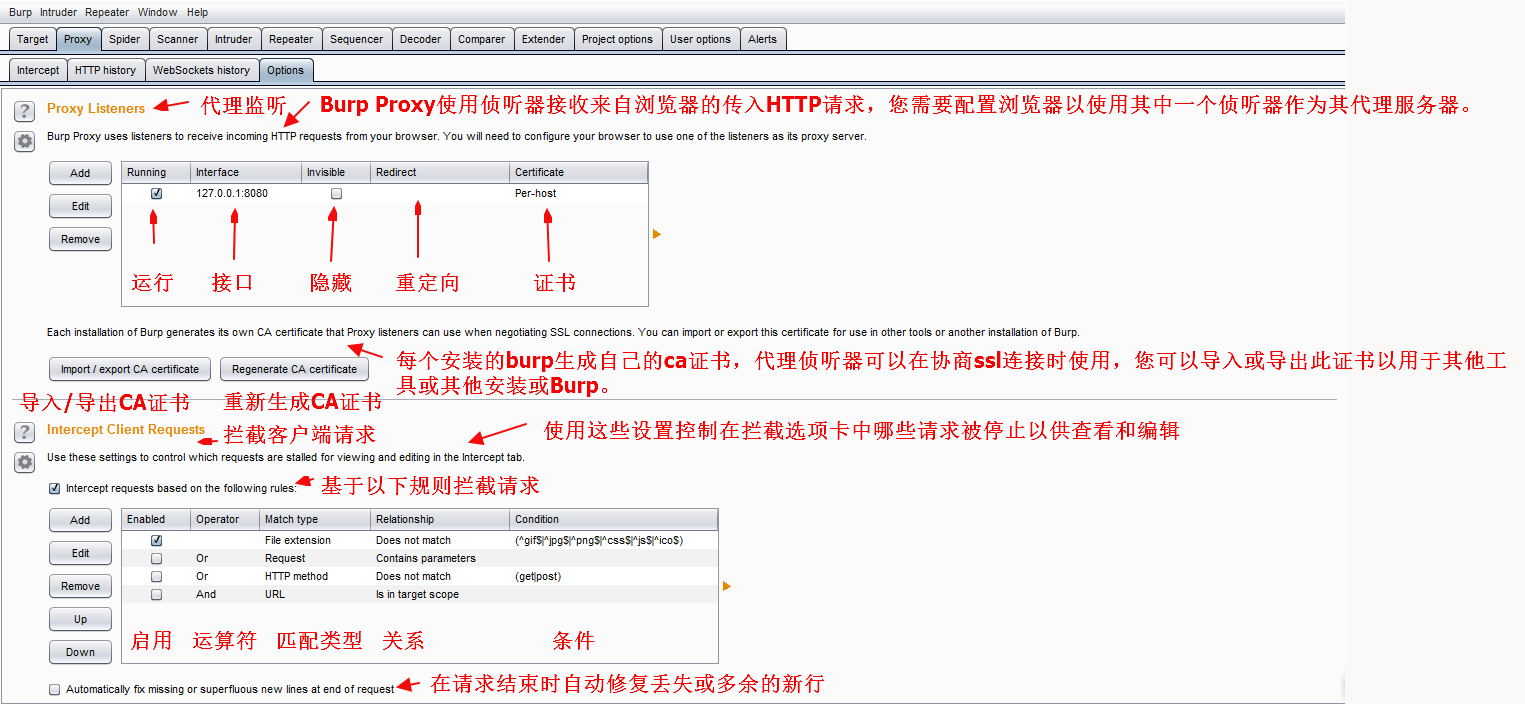 Burp Intruder Repeater Window Help
Target Proxy Spider Scanner Intruder Repeater Sequencer Decoder Comparer Extender Project options User options Alerts
Intercept HTTP history WebSockets history Options
? Proxy Listeners 代理监听 Burp Proxy使用侦听器接收来自浏览器的传入HTTP请求，您需要配置浏览器以使用其中一个侦听器作为其代理服务器。
Burp Proxy uses listeners to receive incoming HTTP requests from your browser. You will need to configure your browser to use one of the listeners as its proxy server.
Add Running Interface Invisible Redirect Certificate
127.0.0.1:8080 Per-host
Edit
Remove
运行 接口 隐藏 重定向 证书
Each installation of Burp generates its own CA certificate that Proxy listeners can use when negotiating SSL connections. You can import or export this certificate for use in other tools or another installation of Burp.
每个安装的burp生成自己的ca证书，代理侦听器可以在协商ssl连接时使用，您可以导入或导出此证书以用于其他工
Import / export CA certificate Regenerate CA certificate
具或其他安装或Burp。
导入/导出CA证书 重新生成CA证书
? Intercept Client Requests 拦截客户端请求 使用这些设置控制在拦截选项卡中哪些请求被停止以供查看和编辑
Use these settings to control which requests are stalled for viewing and editing in the Intercept tab.
Intercept requests based on the following rules: 基于以下规则拦截请求
Add Enabled Operator Match type Relationship Condition
File extension Does not match (^gif$|^jpg$|^png$|^css$|^js$|^ico$)
Edit Or Request Contains parameters
Or HTTP method Does not match (get|post)
Remove And URL Is in target scope
Up
启用 运算符 匹配类型 关系 条件
Down
Automatically fix missing or superfluous new lines at end of request 在请求结束时自动修复丢失或多余的新行